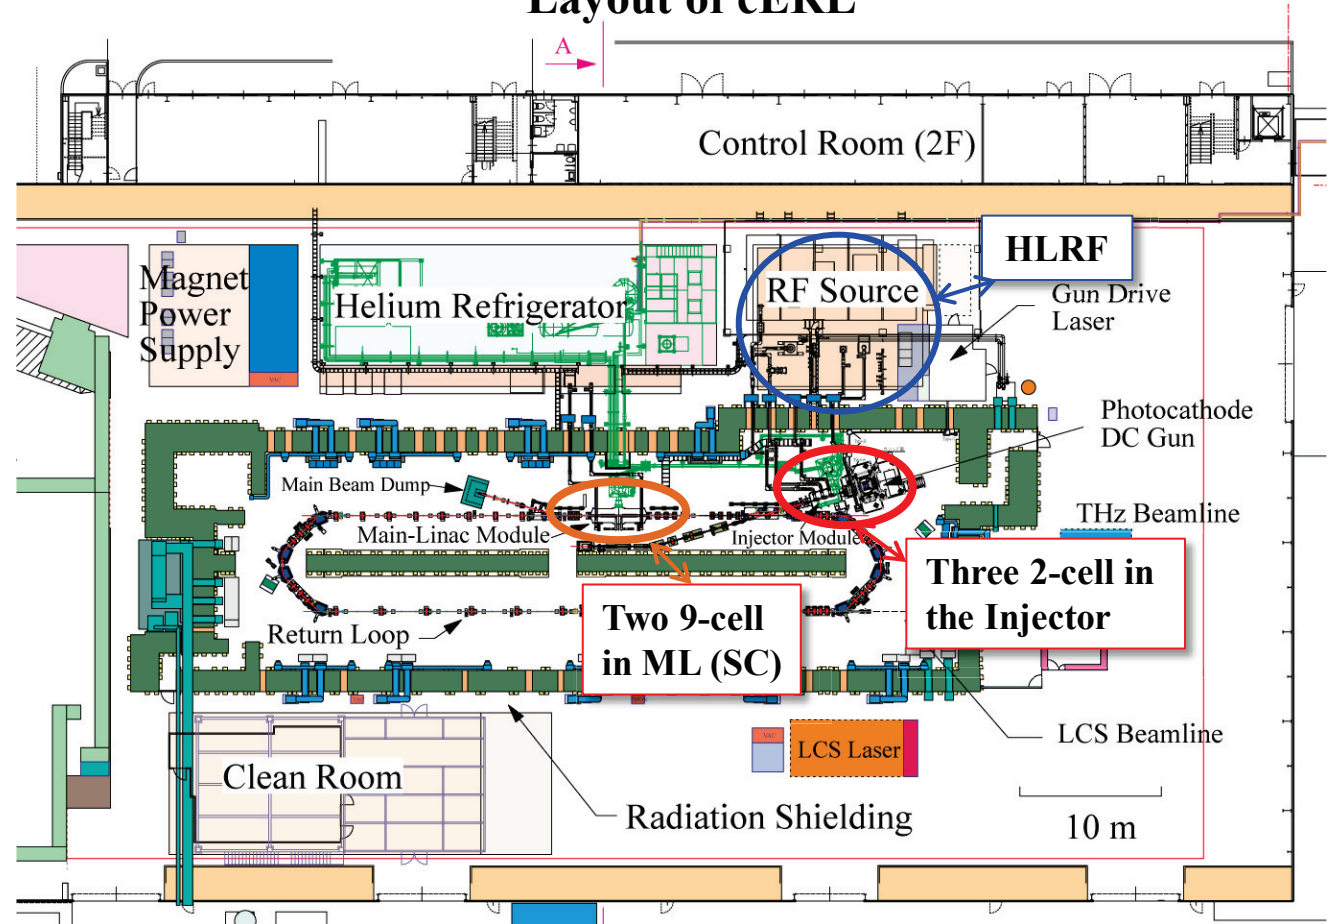 Layout of cERL
A
Control Room (2F)
HLRF
Magnet
Power
Supply
Helium Refrigerator
RF Source
Gun Drive
Laser
VAC
Photocathode
DC Gun
Main Beam Dump
THz Beamline
Main-Linac Module
Injector Module
Three 2-cell in
the Injector
Two 9-cell
in ML (SC)
Return Loop
LCS Beamline
VAC
LCS Laser
Clean Room
Radiation Shielding
10 m